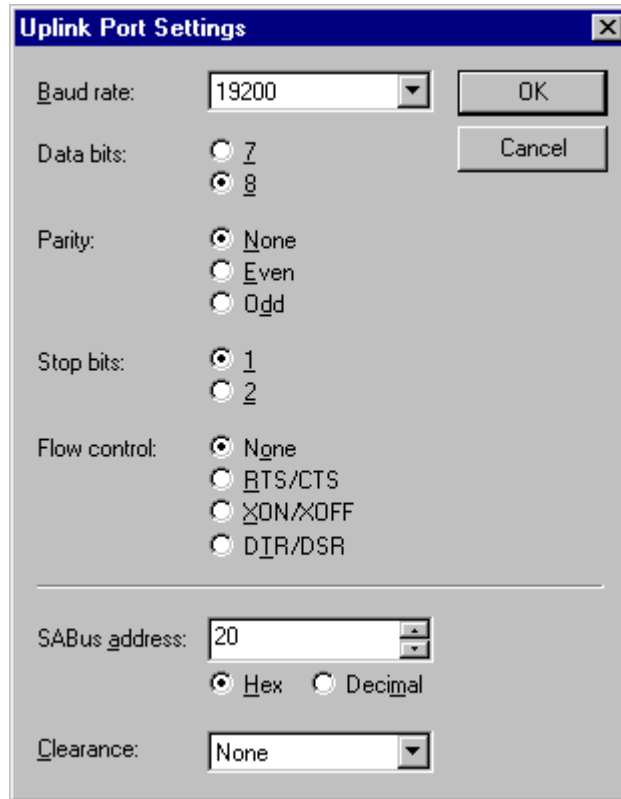 Uplink Port Settings
Baud rate: 19200 OK
Data bits: 7 Cancel
8
Parity: None
Even
Odd
Stop bits: 1
2
Flow control: None
RTS/CTS
XON/XOFF
DTR/DSR
SABus address: 20
Hex Decimal
Clearance: None